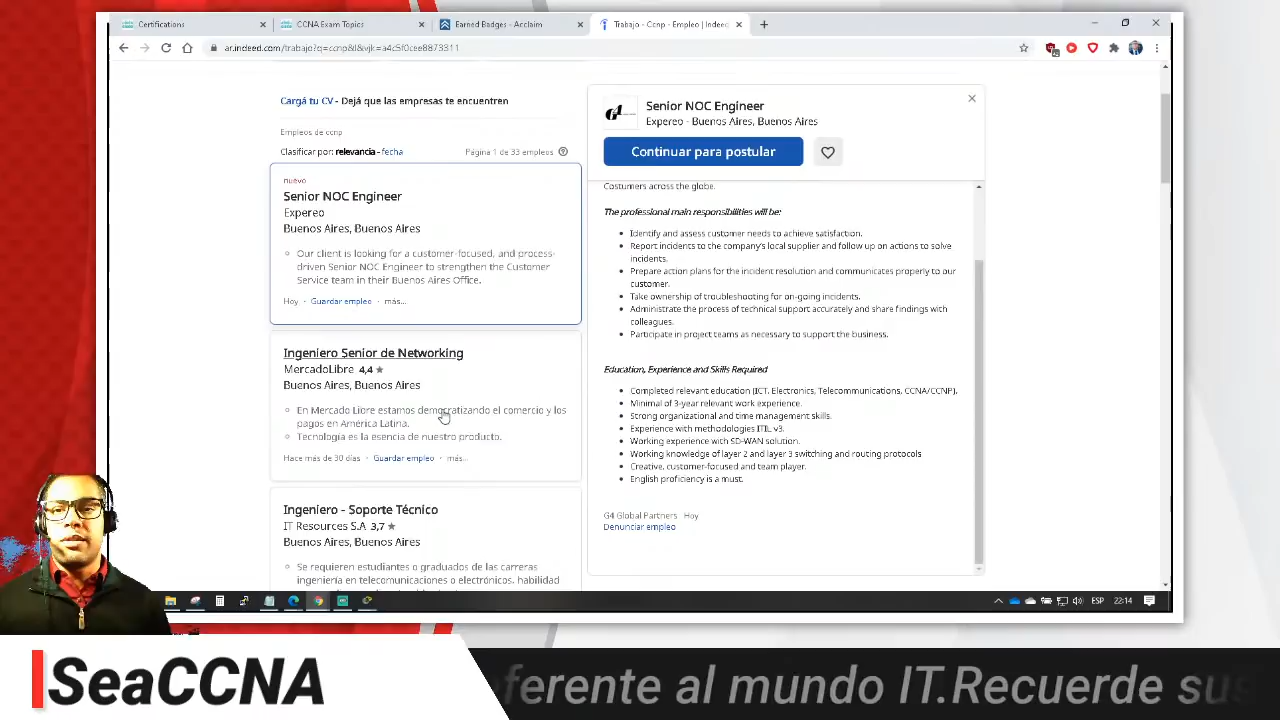 Certifications
CCNA Exam Topics
Earned Badges - Acclaim
Trabajo - Ccnp - Empleo | Indeed
ar.indeed.com/trabajo?q=ccnp&l&vjk=a4c5f0cee8873311
Cargá tu CV - Dejá que las empresas te encuentren
Empleos de ccnp
Clasificar por: relevancia - fecha
Página 1 de 33 empleos
nuevo
Senior NOC Engineer
Expereo
Buenos Aires, Buenos Aires
Our client is looking for a customer-focused, and process-
driven Senior NOC Engineer to strengthen the Customer
Service team in their Buenos Aires Office.
Hoy · Guardar empleo · más...
Ingeniero Senior de Networking
MercadoLibre 4,4 ★
Buenos Aires, Buenos Aires
En Mercado Libre estamos democratizando el comercio y los
pagos en América Latina.
Tecnología es la esencia de nuestro producto.
Hace más de 30 días · Guardar empleo · más...
Ingeniero - Soporte Técnico
IT Resources S.A 3,7 ★
Buenos Aires, Buenos Aires
Se requieren estudiantes o graduados de las carreras
ingeniería en telecomunicaciones o electrónicos, habilidad
G4
Senior NOC Engineer
Expereo - Buenos Aires, Buenos Aires
Continuar para postular
Costumers across the globe.
The professional main responsibilities will be:
Identify and assess customer needs to achieve satisfaction.
Report incidents to the company's local supplier and follow up on actions to solve
incidents.
Prepare action plans for the incident resolution and communicates properly to our
customer.
Take ownership of troubleshooting for on-going incidents.
Administrate the process of technical support accurately and share findings with
colleagues.
Participate in project teams as necessary to support the business.
Education, Experience and Skills Required
Completed relevant education (ICT, Electronics, Telecommunications, CCNA/CCNP).
Minimal of 3-year relevant work experience.
Strong organizational and time management skills.
Experience with methodologies ITIL v3.
Working experience with SD-WAN solution.
Working knowledge of layer 2 and layer 3 switching and routing protocols
Creative, customer-focused and team player.
English proficiency is a must.
G4 Global Partners - Hoy
Denunciar empleo
ESP 22:14
SeaCCNA
ferente al mundo IT.Recuerde sus